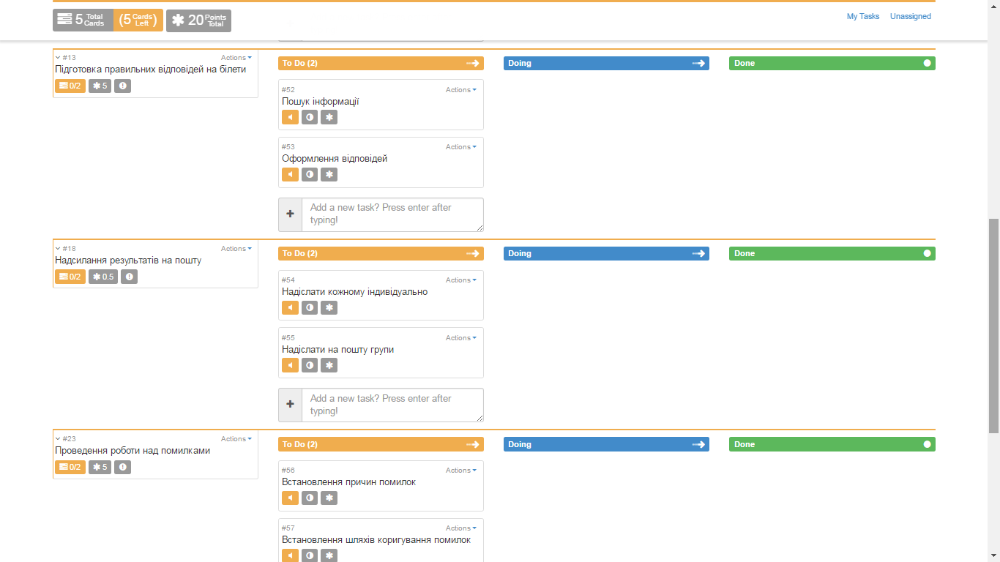 5 Total Cards (5 Cards Left) 20 Points Total
My Tasks Unassigned
#13 Actions
Підготовка правильних відповідей на білети
0/2 5
To Do (2) Doing Done
#52 Actions
Пошук інформації
#53 Actions
Оформлення відповідей
Add a new task? Press enter after
typing!
#18 Actions
Надсилання результатів на пошту
0/2 0.5
To Do (2) Doing Done
#54 Actions
Надіслати кожному індивідуально
#55 Actions
Надіслати на пошту групи
Add a new task? Press enter after
typing!
#23 Actions
Проведення роботи над помилками
0/2 5
To Do (2) Doing Done
#56 Actions
Встановлення причин помилок
#57 Actions
Встановлення шляхів коригування помилок